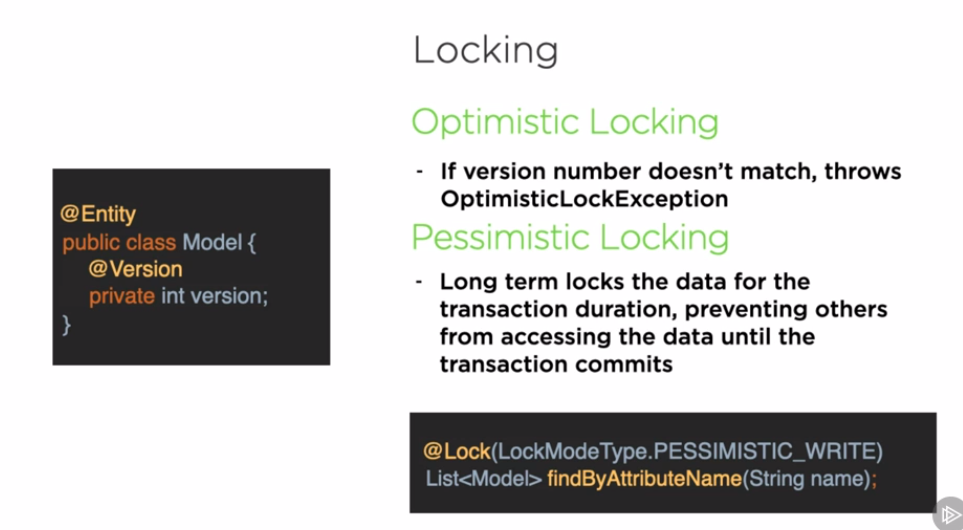 Locking
Optimistic Locking
- If version number doesn't match, throws
OptimisticLockException
Pessimistic Locking
- Long term locks the data for the
transaction duration, preventing others
from accessing the data until the
transaction commits
@Entity
public class Model {
@Version
private int version;
}
@Lock(LockModeType.PESSIMISTIC_WRITE)
List<Model> findByAttributeName(String name);